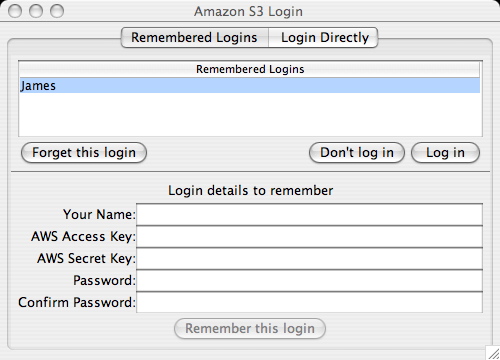 Amazon S3 Login
Remembered Logins Login Directly
Remembered Logins
James
Forget this login Don't log in Log in
Login details to remember
Your Name:
AWS Access Key:
AWS Secret Key:
Password:
Confirm Password:
Remember this login